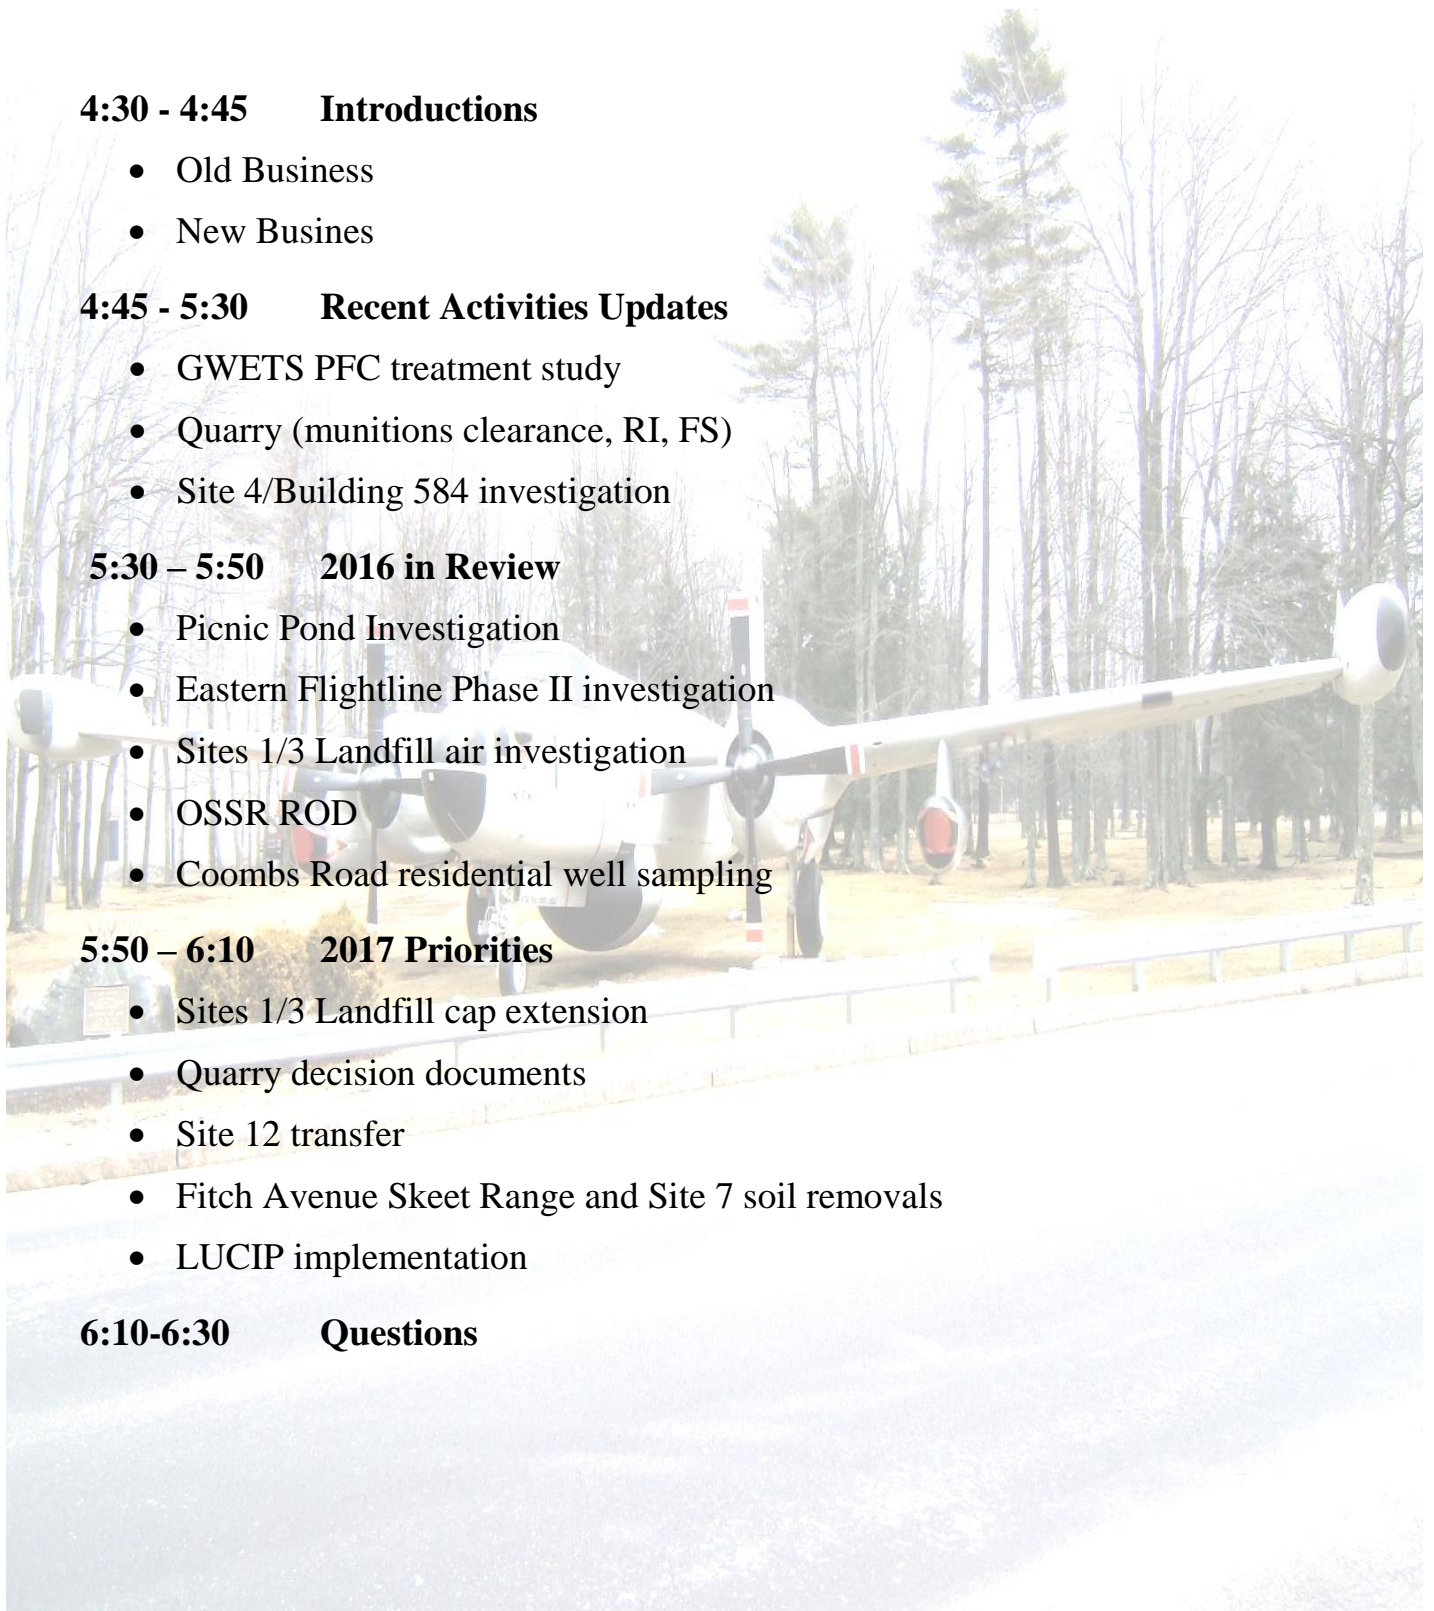 4:30 - 4:45 Introductions
• Old Business
• New Busines
4:45 - 5:30 Recent Activities Updates
• GWETS PFC treatment study
• Quarry (munitions clearance, RI, FS)
• Site 4/Building 584 investigation
5:30 – 5:50 2016 in Review
• Picnic Pond Investigation
• Eastern Flightline Phase II investigation
• Sites 1/3 Landfill air investigation
• OSSR ROD
• Coombs Road residential well sampling
5:50 – 6:10 2017 Priorities
• Sites 1/3 Landfill cap extension
• Quarry decision documents
• Site 12 transfer
• Fitch Avenue Skeet Range and Site 7 soil removals
• LUCIP implementation
6:10-6:30 Questions